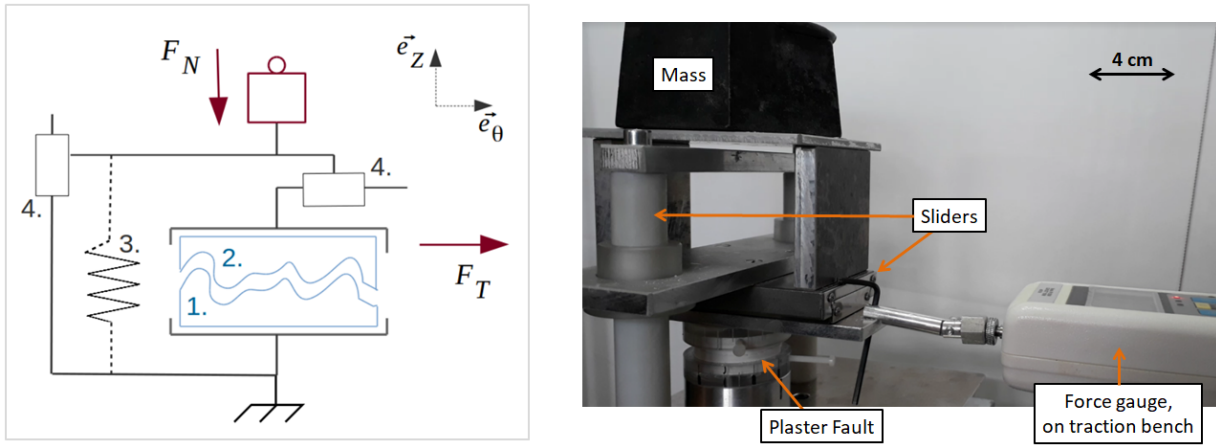 F_N
e_Z
e_θ
4.
4.
3.
2.
1.
F_T
Mass
4 cm
Sliders
Plaster Fault
Force gauge,
on traction bench